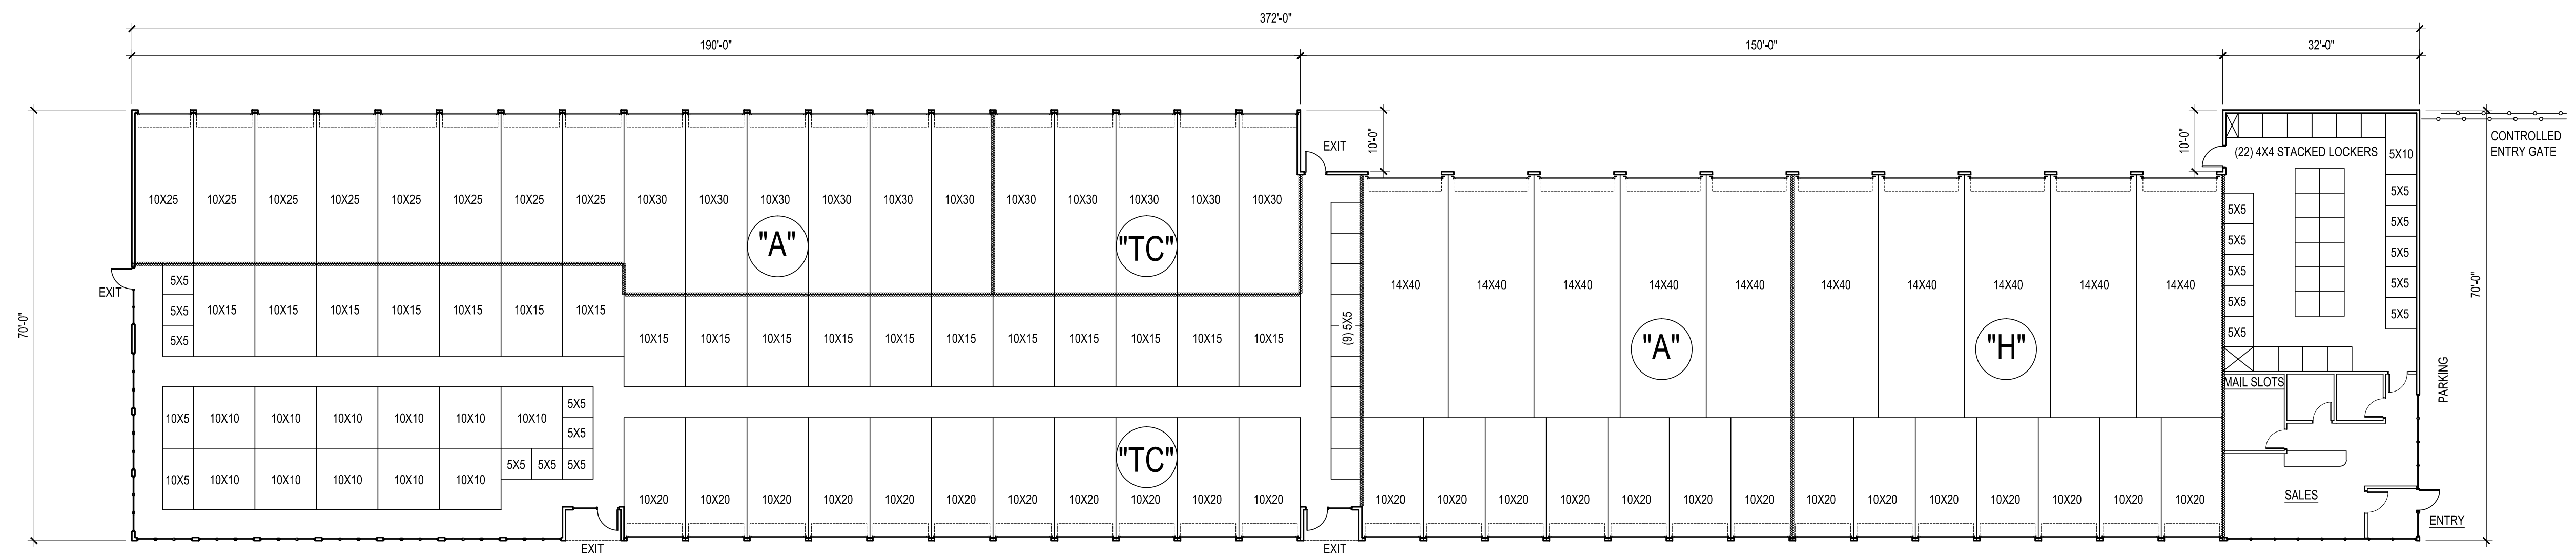 372'-0"
190'-0"
150'-0"
32'-0"
70'-0"
10'-0"
10'-0"
70'-0"
CONTROLLED
ENTRY GATE
EXIT
(22) 4X4 STACKED LOCKERS
5X10
10X25 10X25 10X25 10X25 10X25 10X25 10X25 10X25 10X30 10X30 10X30 10X30 10X30 10X30 10X30 10X30 10X30 10X30 10X30
5X5
5X5
5X5
5X5
5X5
5X5
5X5
5X5
5X5
5X5
"A"
"TC"
EXIT
5X5
5X5
5X5
10X15 10X15 10X15 10X15 10X15 10X15 10X15
10X15 10X15 10X15 10X15 10X15 10X15 10X15 10X15 10X15 10X15 10X15
(9) 5X5
14X40 14X40 14X40 14X40 14X40 14X40 14X40 14X40 14X40 14X40
"A"
"H"
MAIL SLOTS
PARKING
10X5 10X10 10X10 10X10 10X10 10X10 10X10
5X5
5X5
10X5 10X10 10X10 10X10 10X10 10X10
5X5 5X5 5X5
"TC"
10X20 10X20 10X20 10X20 10X20 10X20 10X20 10X20 10X20 10X20 10X20
10X20 10X20 10X20 10X20 10X20 10X20 10X20 10X20 10X20 10X20 10X20 10X20 10X20 10X20
SALES
ENTRY
EXIT
EXIT